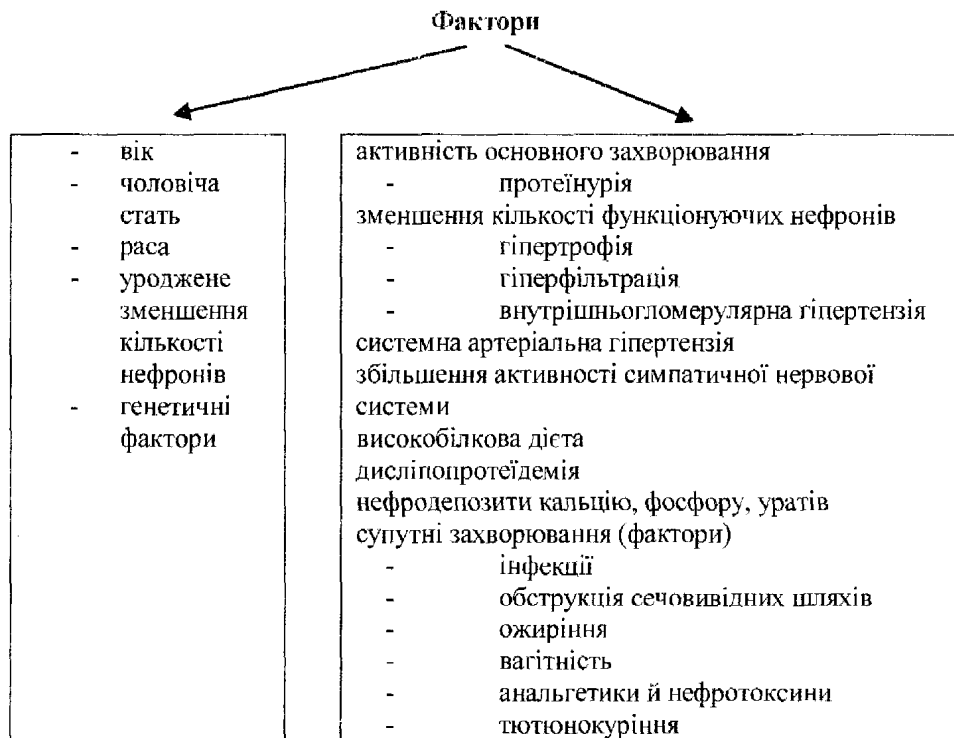 Фактори
- вік
- чоловіча
стать
- раса
- уроджене
зменшення
кількості
нефронів
- генетичні
фактори
активність основного захворювання
- протеїнурія
зменшення кількості функціонуючих нефронів
- гіпертрофія
- гіперфільтрація
- внутрішньогломерулярна гіпертензія
системна артеріальна гіпертензія
збільшення активності симпатичної нервової
системи
високобілкова дієта
дисліпопротеїдемія
нефродепозити кальцію, фосфору, уратів
супутні захворювання (фактори)
- інфекції
- обструкція сечовивідних шляхів
- ожиріння
- вагітність
- анальгетики й нефротоксини
- тютюнокуріння